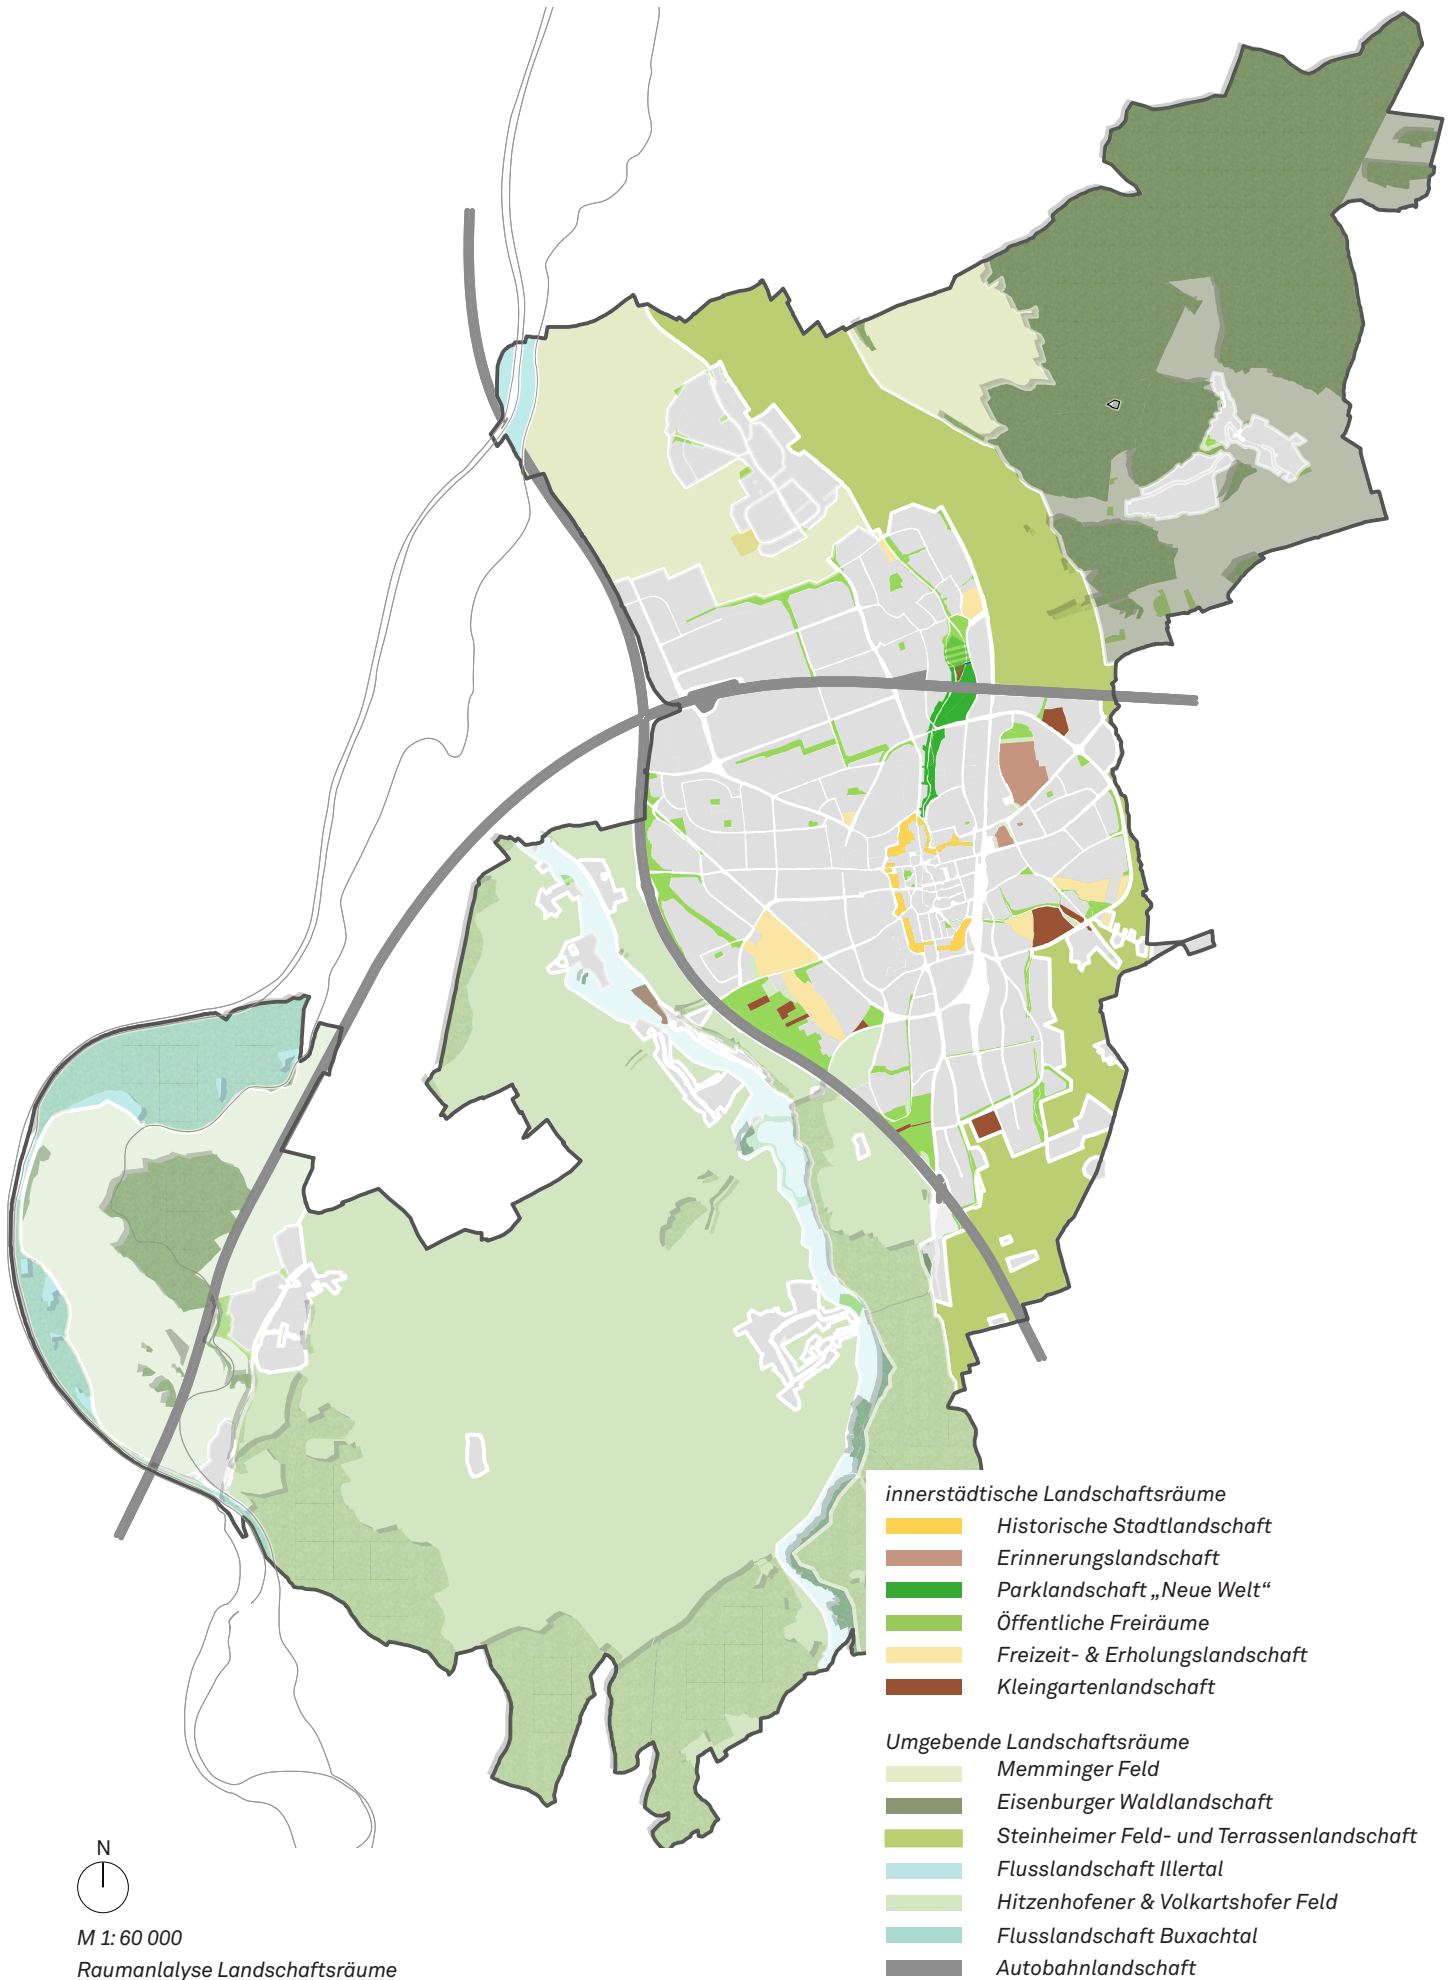 innerstädtische Landschaftsräume
Historische Stadtlandschaft
Erinnerungslandschaft
Parklandschaft „Neue Welt“
Öffentliche Freiräume
Freizeit- & Erholungslandschaft
Kleingartenlandschaft
Umgebende Landschaftsräume
Memminger Feld
Eisenburger Waldlandschaft
Steinheimer Feld- und Terrassenlandschaft
Flusslandschaft Illertal
Hitzenhofener & Volkartshofer Feld
Flusslandschaft Buxachtal
Autobahnlandschaft
N
M 1: 60 000
Raumanlalyse Landschaftsräume